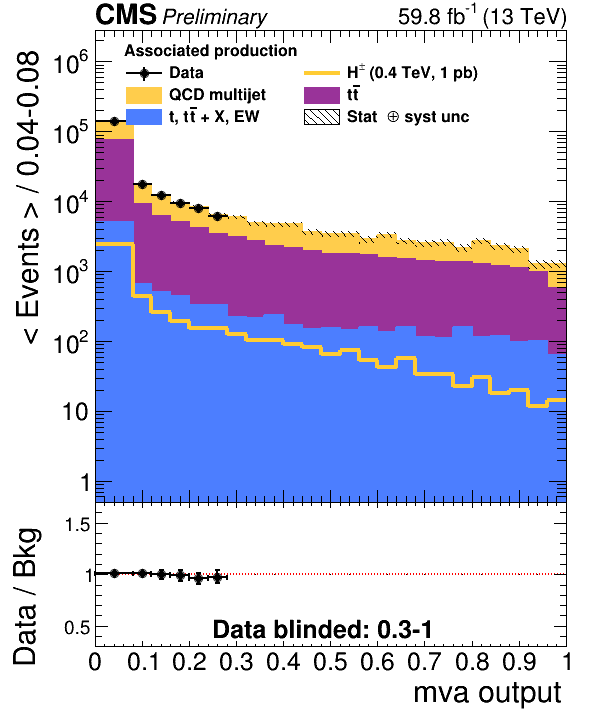 CMS Preliminary 59.8 fb⁻¹ (13 TeV)
Associated production
Data
H± (0.4 TeV, 1 pb)
QCD multijet
tt̄
t, tt̄ + X, EW
Stat ⊕ syst unc
< Events > / 0.04-0.08
10⁶
10⁵
10⁴
10³
10²
10
1
Data / Bkg
1.5
1
0.5
Data blinded: 0.3-1
0 0.1 0.2 0.3 0.4 0.5 0.6 0.7 0.8 0.9 1
mva output